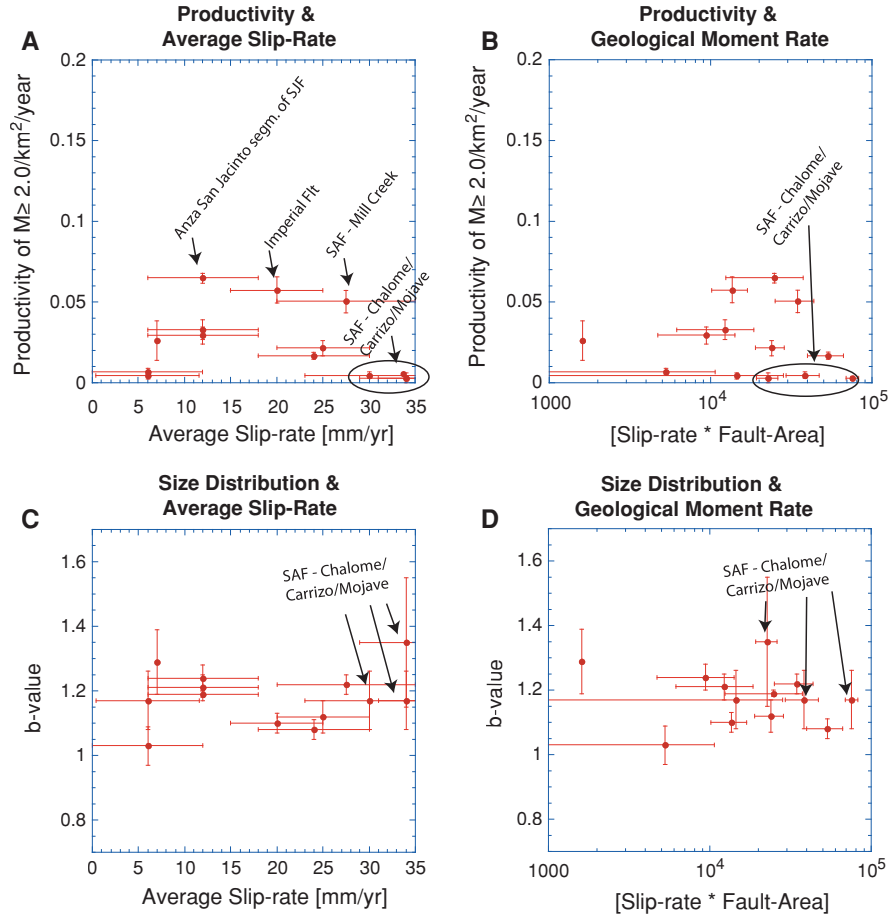 Productivity &
Average Slip-Rate
A
Productivity of M≥ 2.0/km²/year
0.2
0.15
0.1
0.05
0
Anza San Jacinto segm. of SJF
Imperial Flt
SAF - Mill Creek
SAF - Chalome/
Carrizo/Mojave
0 5 10 15 20 25 30 35
Average Slip-rate [mm/yr]
Productivity &
Geological Moment Rate
B
Productivity of M≥ 2.0/km²/year
0.2
0.15
0.1
0.05
0
SAF - Chalome/
Carrizo/Mojave
1000 10⁴ 10⁵
[Slip-rate * Fault-Area]
Size Distribution &
Average Slip-Rate
C
b-value
1.6
1.4
1.2
1
0.8
SAF - Chalome/
Carrizo/Mojave
0 5 10 15 20 25 30 35
Average Slip-rate [mm/yr]
Size Distribution &
Geological Moment Rate
D
b-value
1.6
1.4
1.2
1
0.8
SAF - Chalome/
Carrizo/Mojave
1000 10⁴ 10⁵
[Slip-rate * Fault-Area]